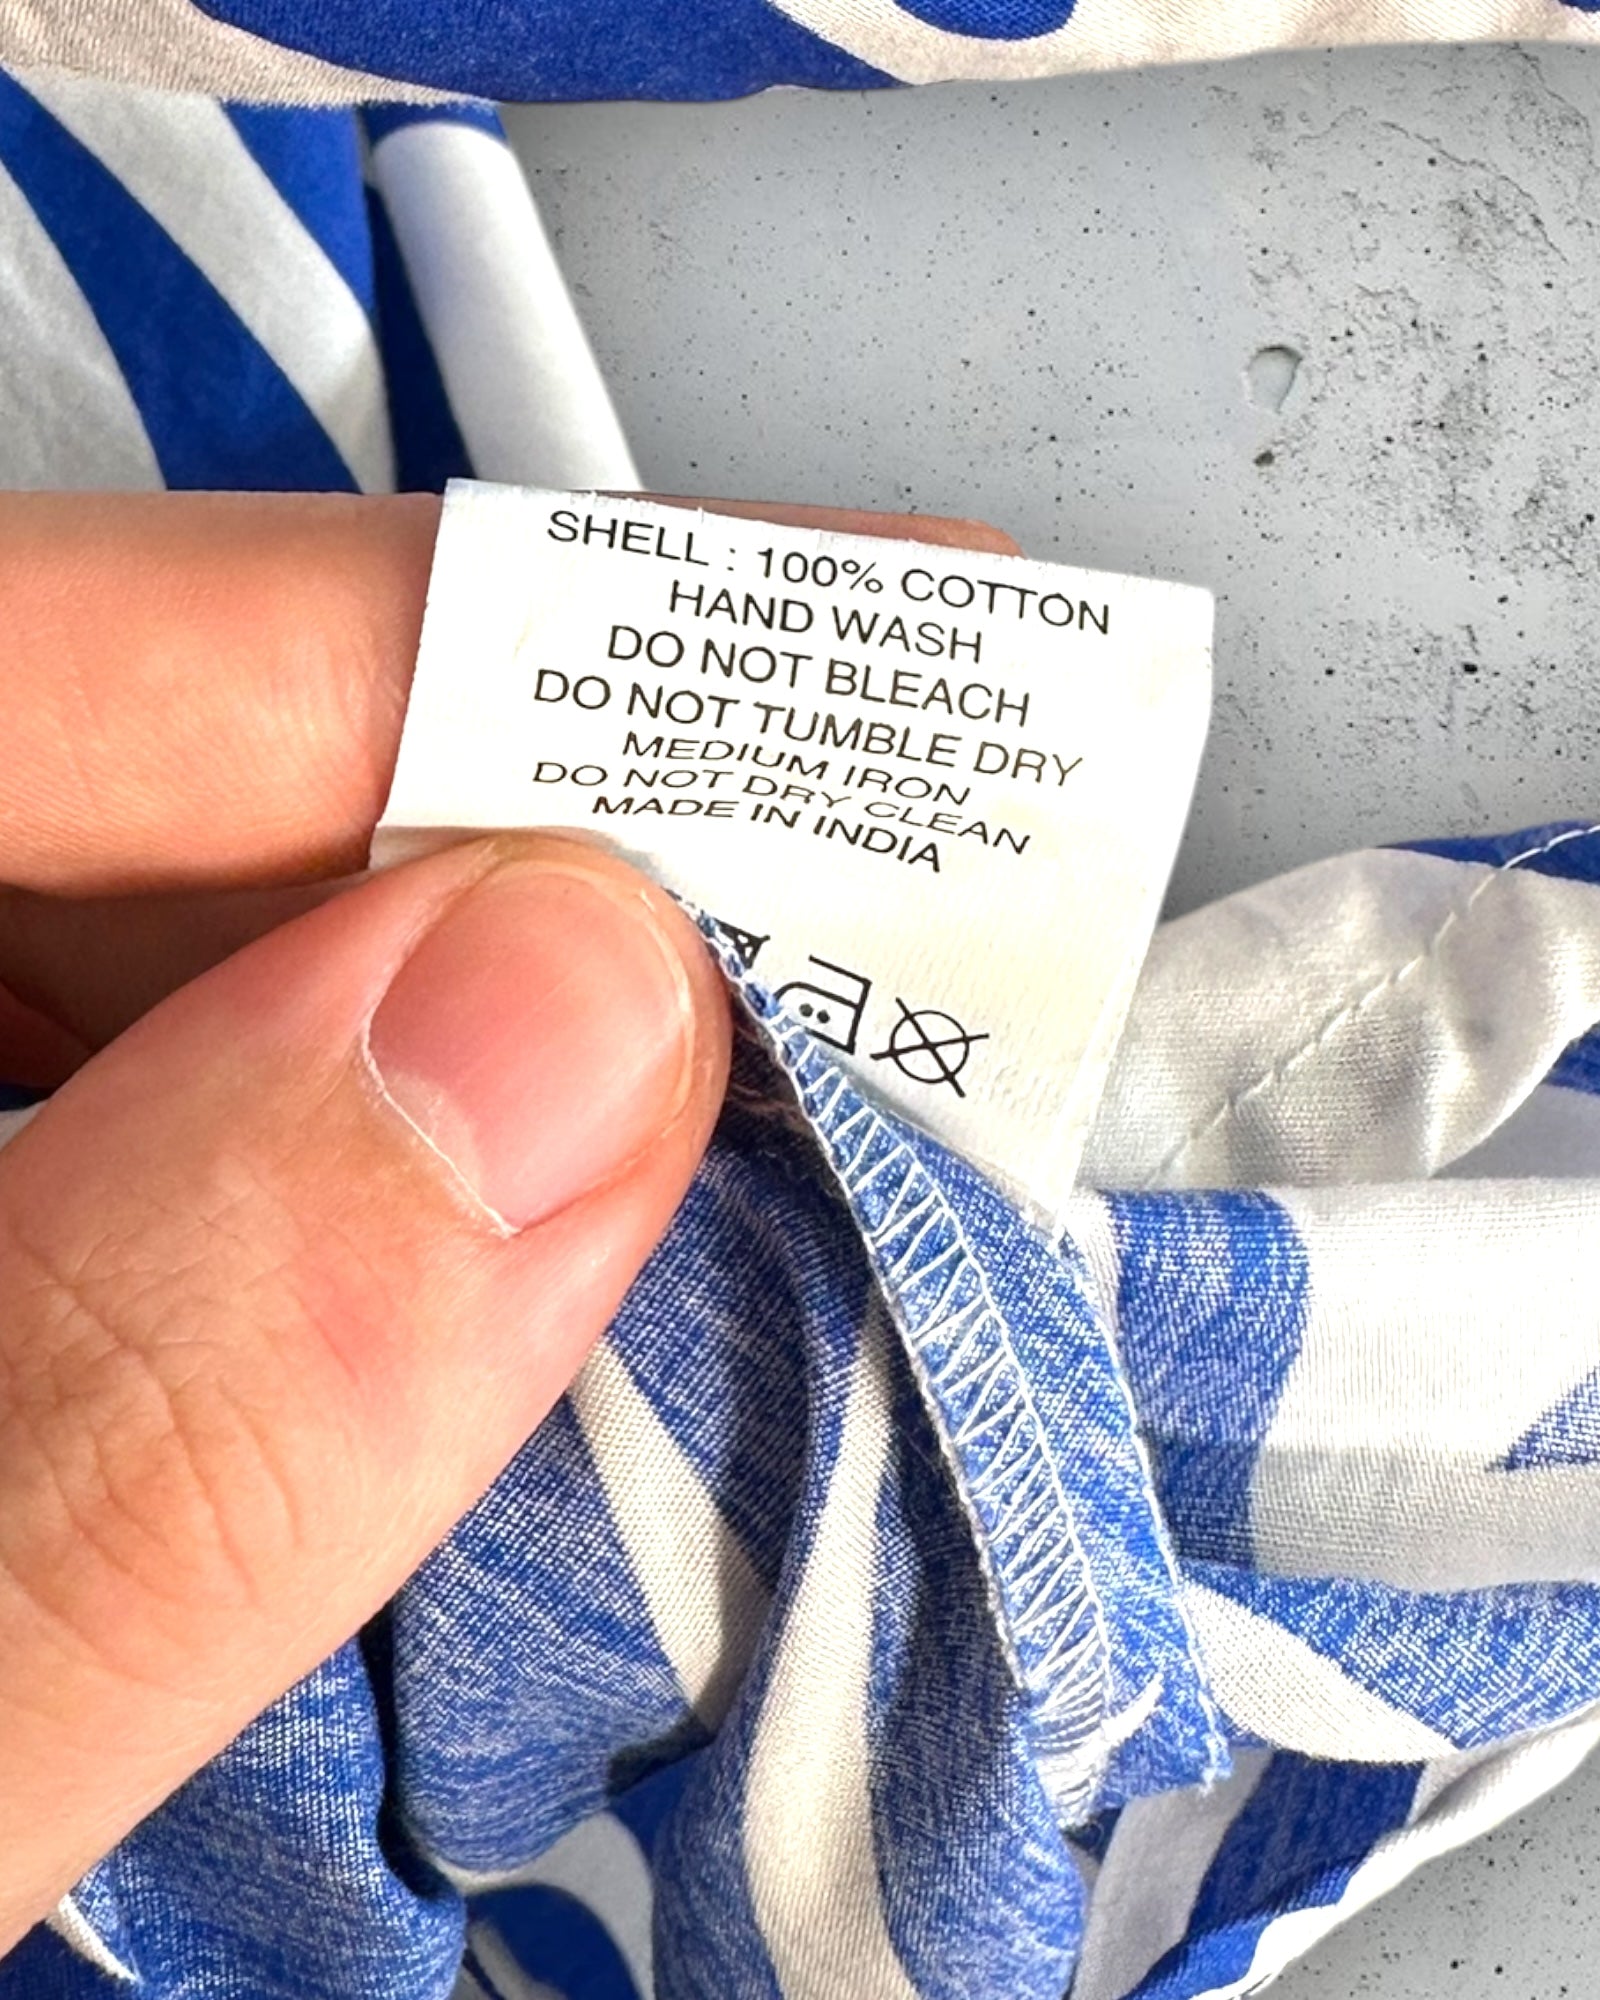 SHELL : 100% COTTON
HAND WASH
DO NOT BLEACH
DO NOT TUMBLE DRY
MEDIUM IRON
DO NOT DRY CLEAN
MADE IN INDIA